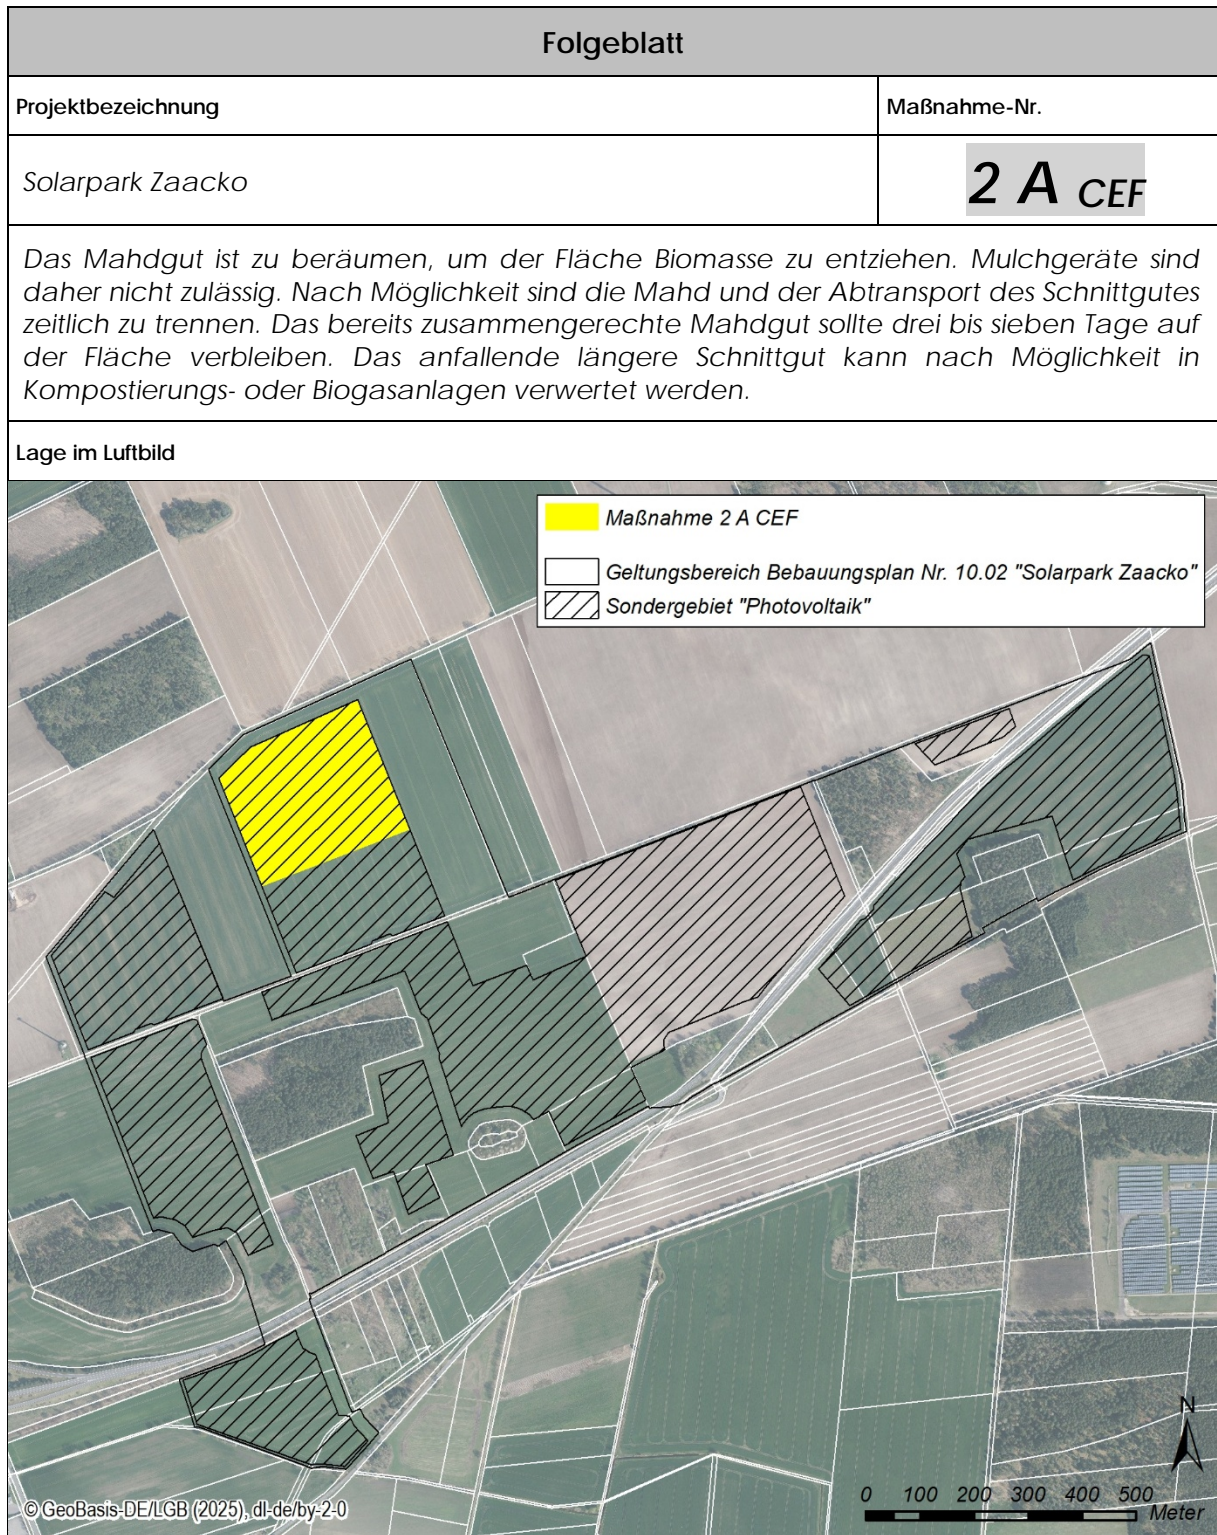 Folgeblatt
Projektbezeichnung
Maßnahme-Nr.
Solarpark Zaacko
2 A CEF
Das Mahdgut ist zu beräumen, um der Fläche Biomasse zu entziehen. Mulchgeräte sind
daher nicht zulässig. Nach Möglichkeit sind die Mahd und der Abtransport des Schnittgutes
zeitlich zu trennen. Das bereits zusammengerechte Mahdgut sollte drei bis sieben Tage auf
der Fläche verbleiben. Das anfallende längere Schnittgut kann nach Möglichkeit in
Kompostierungs- oder Biogasanlagen verwertet werden.
Lage im Luftbild
Maßnahme 2 A CEF
Geltungsbereich Bebauungsplan Nr. 10.02 "Solarpark Zaacko"
Sondergebiet "Photovoltaik"
N
0 100 200 300 400 500
Meter
© GeoBasis-DE/LGB (2025), dl-de/by-2-0